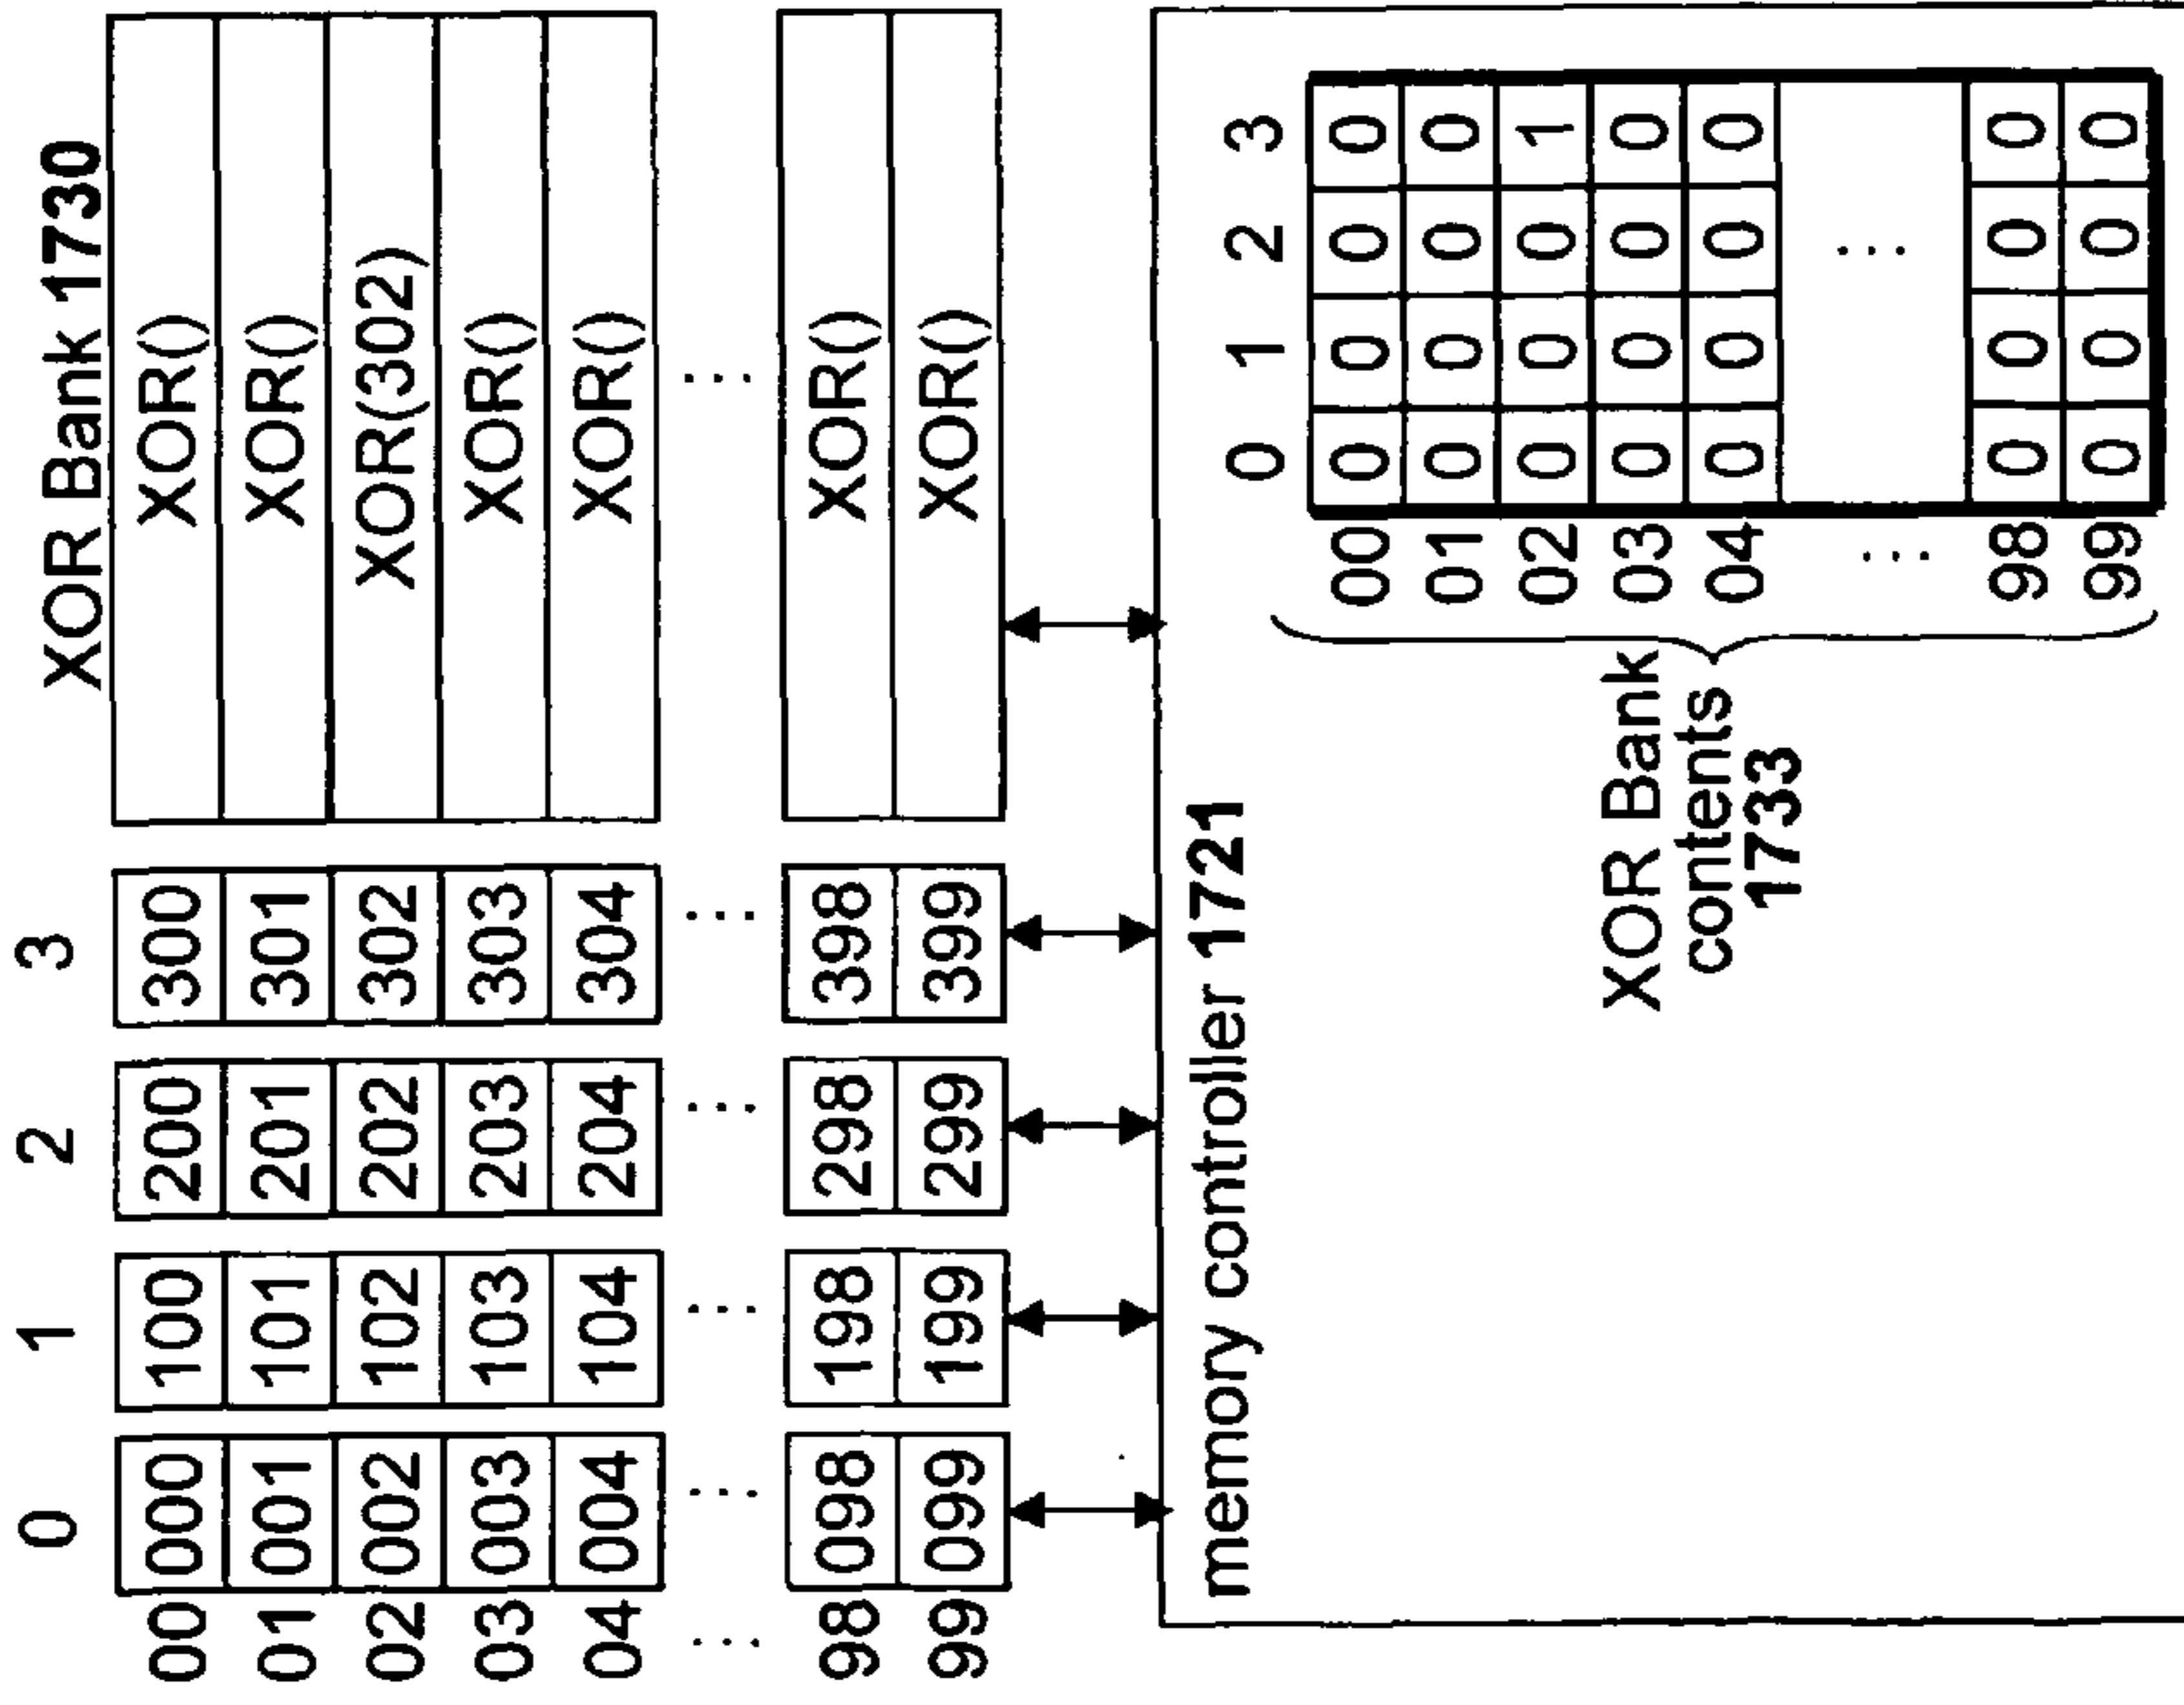 0 1 2 3 XOR Bank 1730
00 000 100 200 300 XOR()
01 001 101 201 301 XOR()
02 002 102 202 302 XOR(302)
03 003 103 203 303 XOR()
04 004 104 204 304 XOR()
... ... ... ... ... ...
98 098 198 298 398 XOR()
99 099 199 299 399 XOR()
memory controller 1721
0 1 2 3
00 0 0 0 0
01 0 0 0 0
02 0 0 0 1
03 0 0 0 0
04 0 0 0 0
... ...
98 0 0 0 0
99 0 0 0 0
XOR Bank
contents
1733